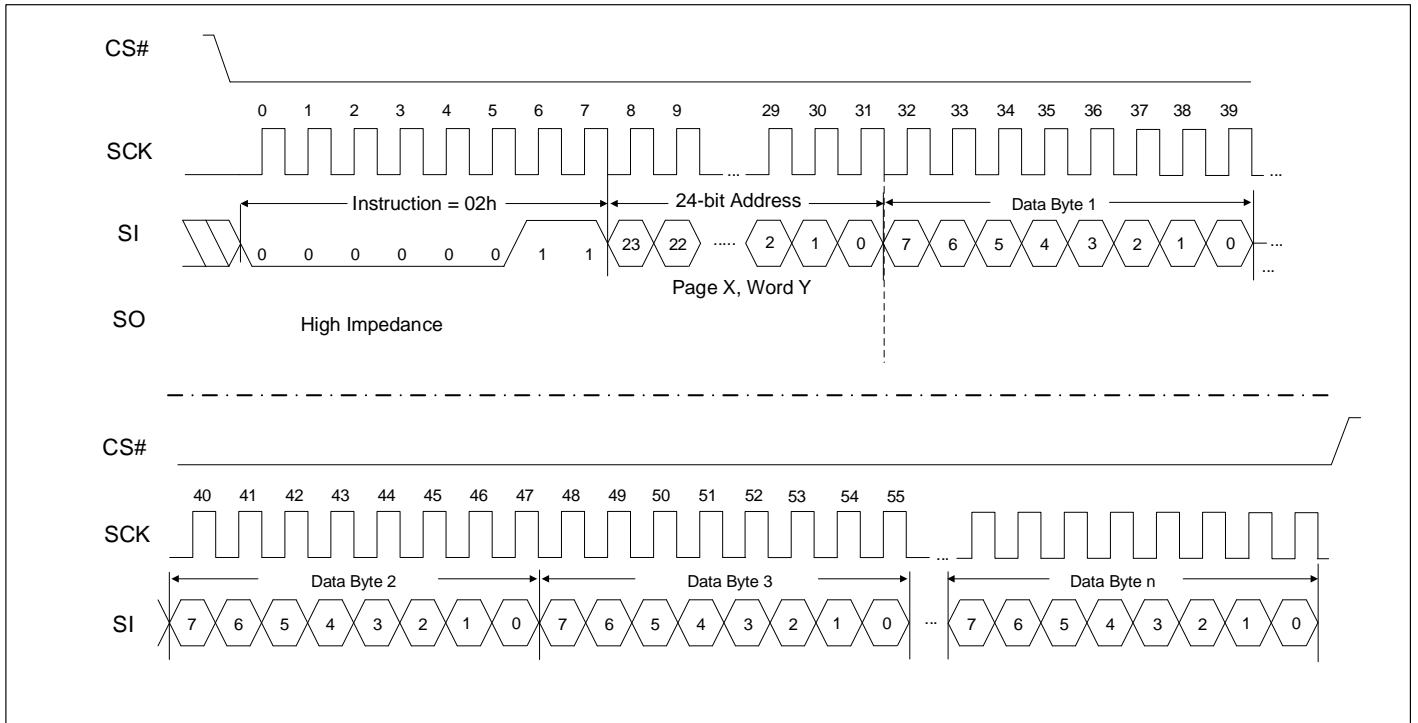 CS#
0 1 2 3 4 5 6 7 8 9 29 30 31 32 33 34 35 36 37 38 39
SCK ... ...
Instruction = 02h 24-bit Address Data Byte 1
SI 0 0 0 0 0 0 1 1 23 22 ..... 2 1 0 7 6 5 4 3 2 1 0 ...
...
Page X, Word Y
SO High Impedance
CS#
40 41 42 43 44 45 46 47 48 49 50 51 52 53 54 55
SCK ...
Data Byte 2 Data Byte 3 Data Byte n
SI 7 6 5 4 3 2 1 0 7 6 5 4 3 2 1 0 ... 7 6 5 4 3 2 1 0